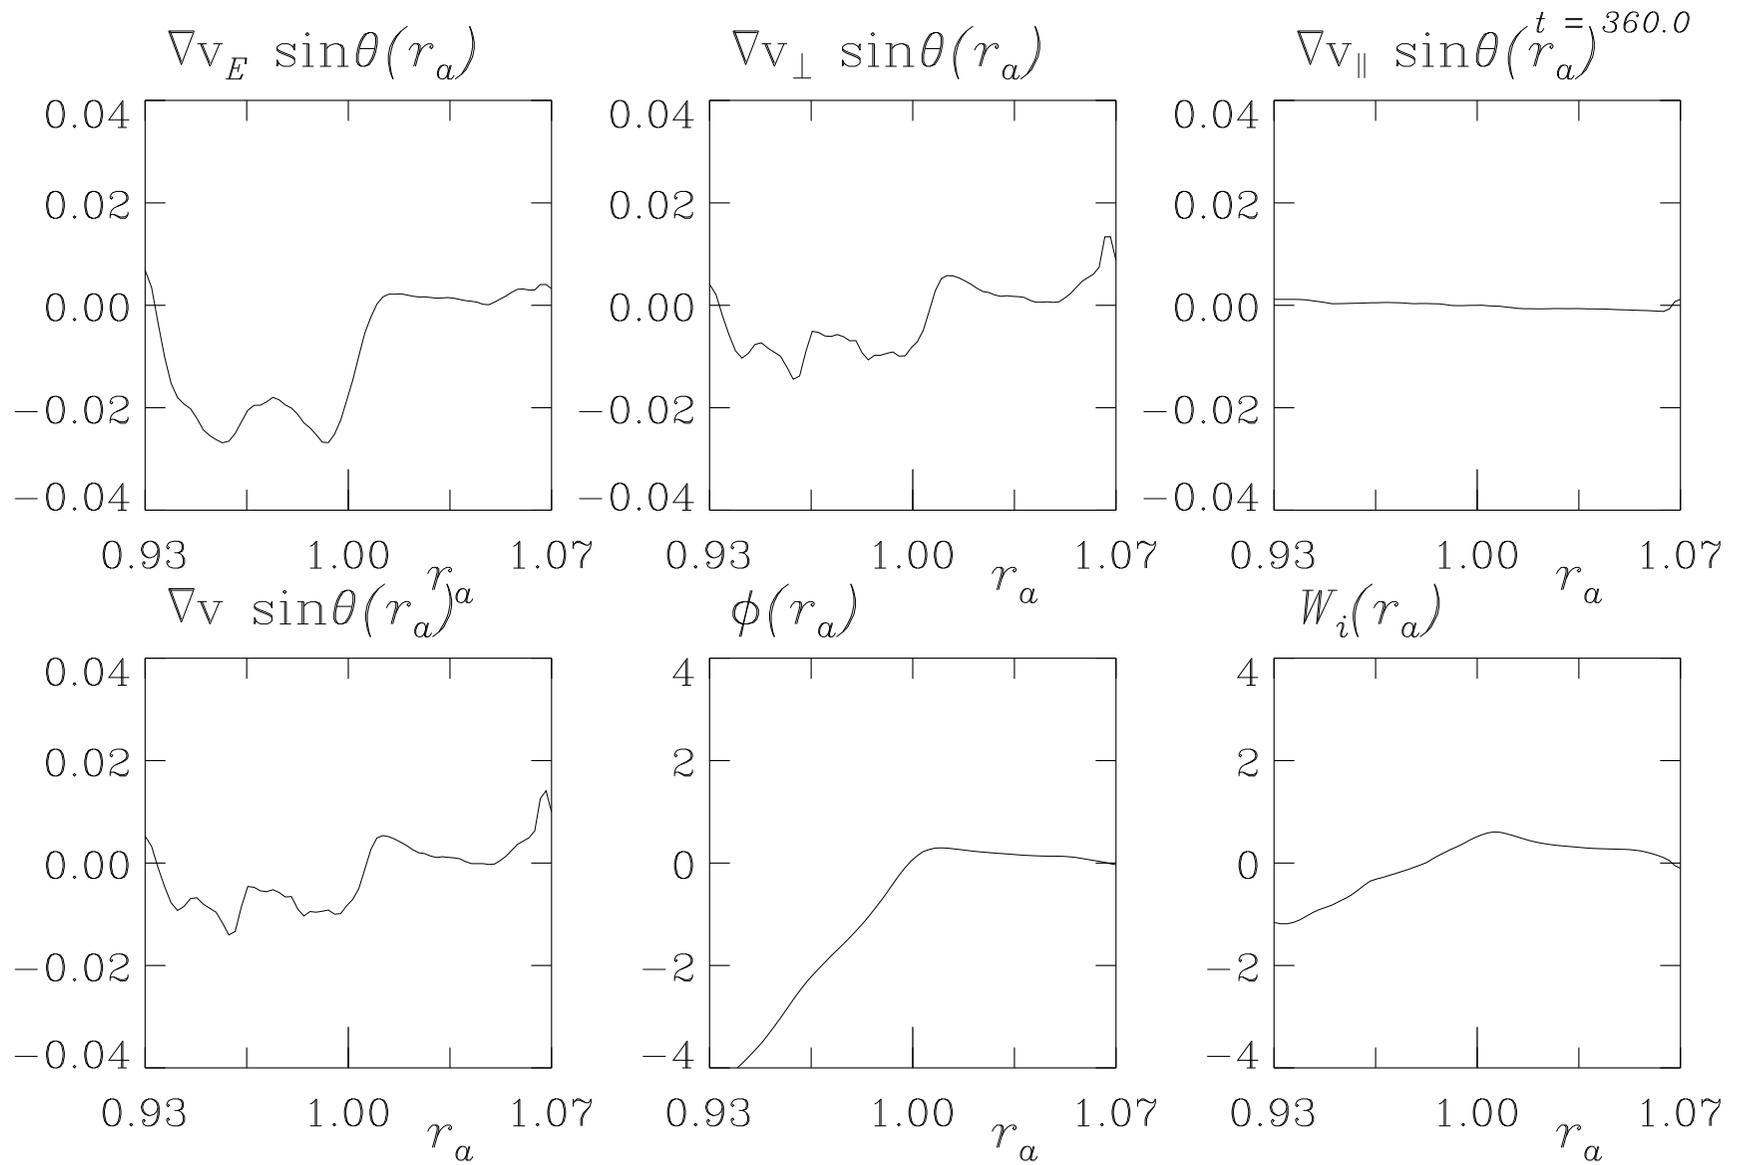 t = 360.0
∇v_E sinθ(r_a) ∇v_⊥ sinθ(r_a) ∇v_∥ sinθ(r_a)
0.04 0.04 0.04
0.02 0.02 0.02
0.00 0.00 0.00
−0.02 −0.02 −0.02
−0.04 −0.04 −0.04
0.93 1.00 1.07 0.93 1.00 1.07 0.93 1.00 1.07
r_a r_a r_a
∇v sinθ(r_a) ϕ(r_a) W_i(r_a)
0.04 4 4
0.02 2 2
0.00 0 0
−0.02 −2 −2
−0.04 −4 −4
0.93 1.00 1.07 0.93 1.00 1.07 0.93 1.00 1.07
r_a r_a r_a